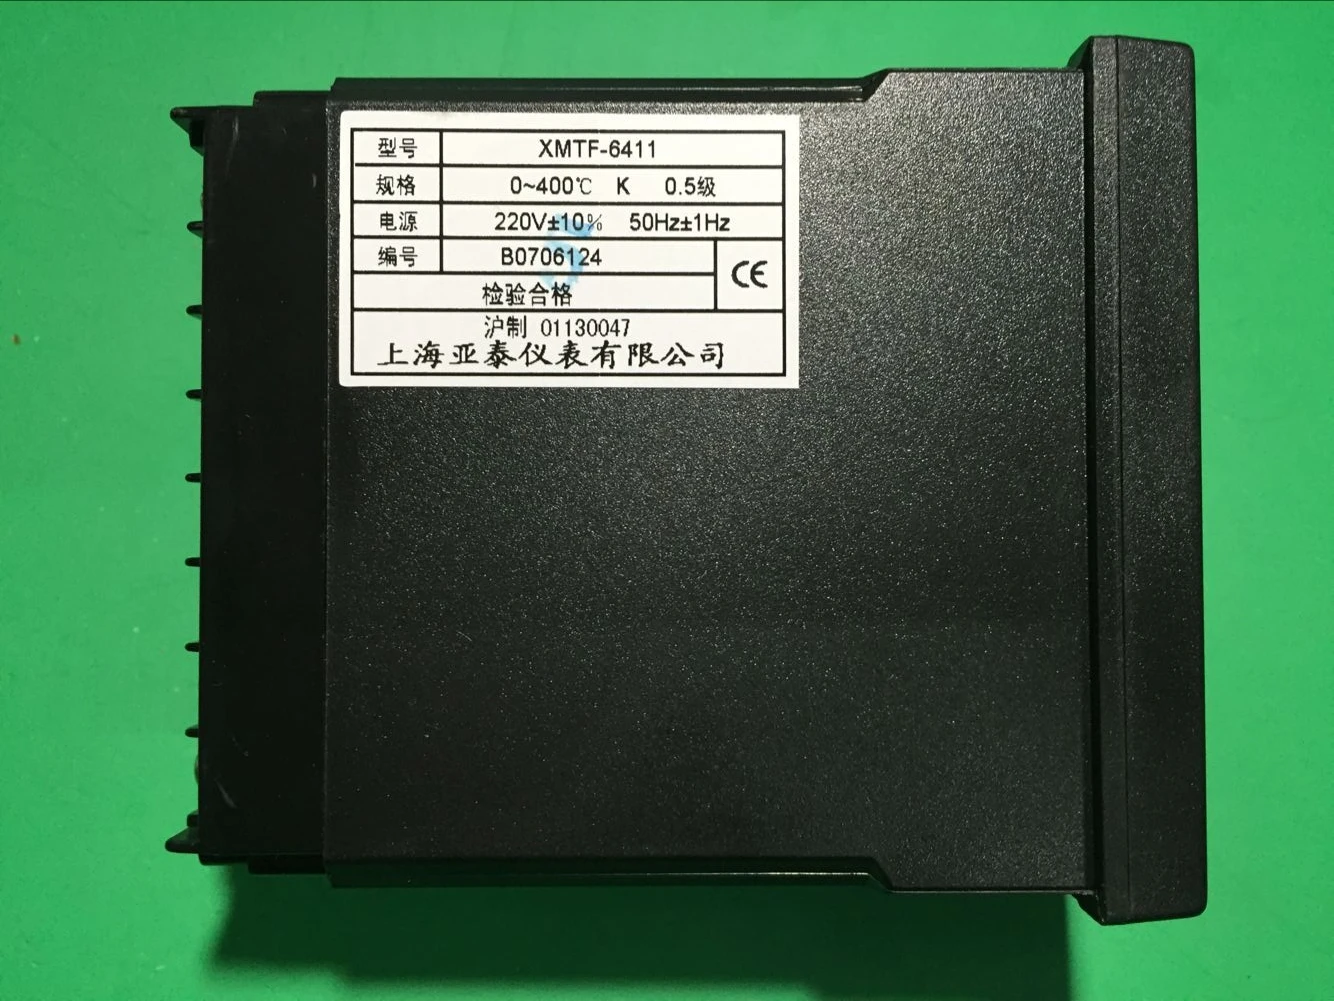 型号 XMTF-6411
规格 0~400℃ K 0.5级
电源 220V±10% 50Hz±1Hz
编号 B0706124
CE
检验合格
沪制 01130047
上海亚泰仪表有限公司